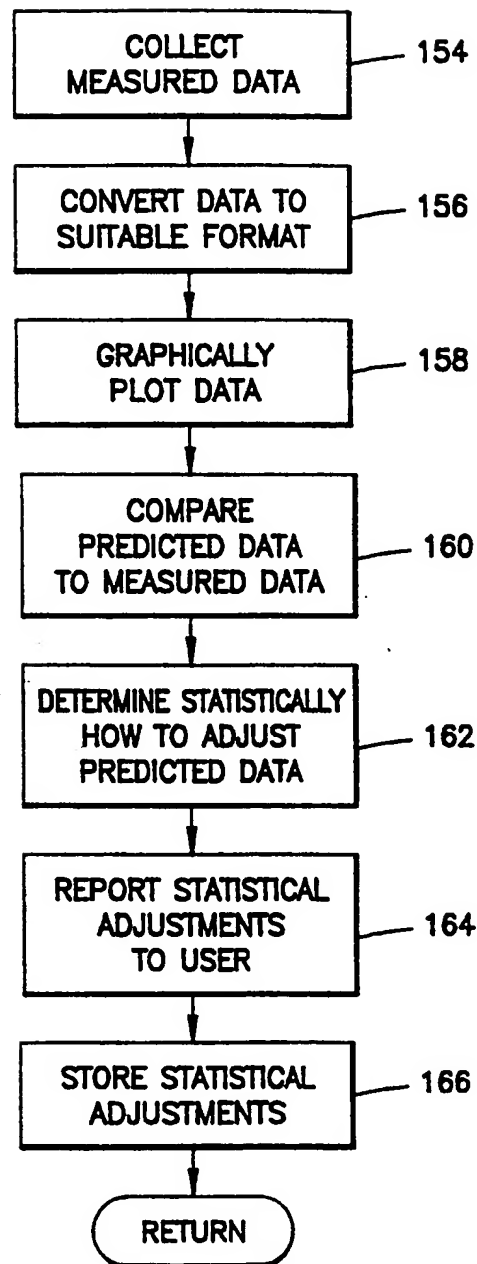 COLLECT
MEASURED DATA
154
CONVERT DATA TO
SUITABLE FORMAT
156
GRAPHICALLY
PLOT DATA
158
COMPARE
PREDICTED DATA
TO MEASURED DATA
160
DETERMINE STATISTICALLY
HOW TO ADJUST
PREDICTED DATA
162
REPORT STATISTICAL
ADJUSTMENTS
TO USER
164
STORE STATISTICAL
ADJUSTMENTS
166
RETURN